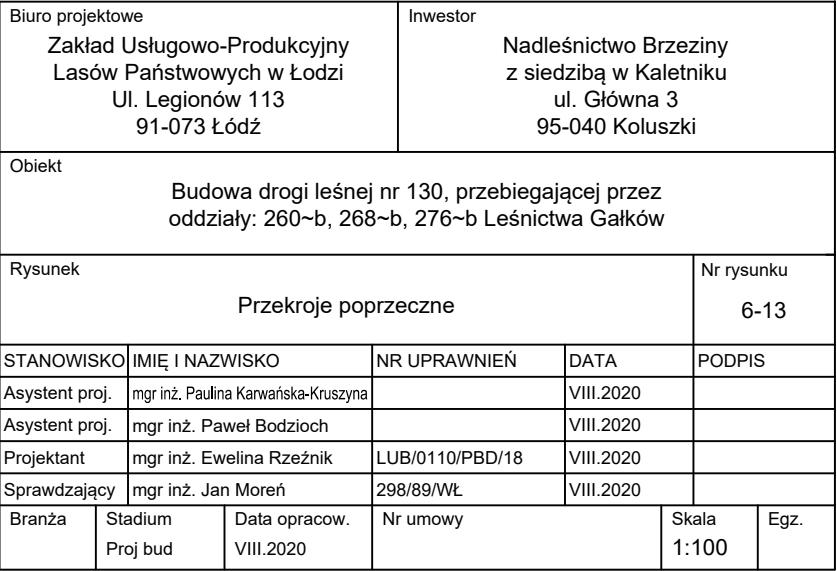 Biuro projektowe
Zakład Usługowo-Produkcyjny
Lasów Państwowych w Łodzi
Ul. Legionów 113
91-073 Łódź
Inwestor
Nadleśnictwo Brzeziny
z siedzibą w Kaletniku
ul. Główna 3
95-040 Koluszki
Obiekt
Budowa drogi leśnej nr 130, przebiegającej przez
oddziały: 260~b, 268~b, 276~b Leśnictwa Gałków
Rysunek
Przekroje poprzeczne
Nr rysunku
6-13
STANOWISKO IMIĘ I NAZWISKO NR UPRAWNIEŃ DATA PODPIS
Asystent proj. mgr inż. Paulina Karwańska-Kruszyna VIII.2020
Asystent proj. mgr inż. Paweł Bodzioch VIII.2020
Projektant mgr inż. Ewelina Rzeźnik LUB/0110/PBD/18 VIII.2020
Sprawdzający mgr inż. Jan Moreń 298/89/WŁ VIII.2020
Branża Stadium Data opracow. Nr umowy Skala Egz.
Proj bud VIII.2020 1:100